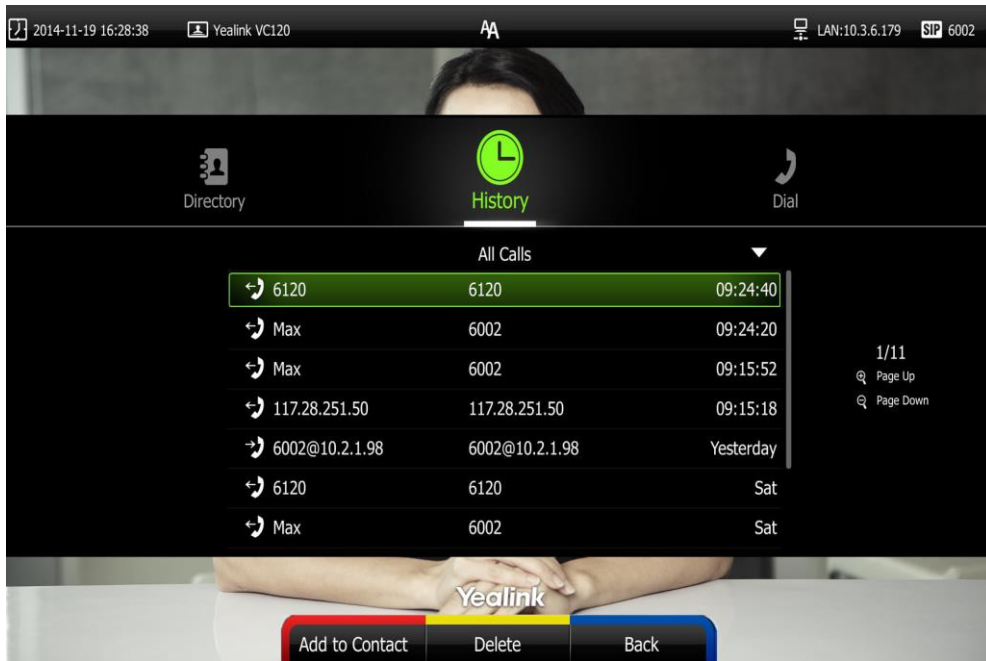 2014-11-19 16:28:38 Yealink VC120 AA LAN:10.3.6.179 SIP 6002
Directory History Dial
All Calls
6120 6120 09:24:40
Max 6002 09:24:20
Max 6002 09:15:52
117.28.251.50 117.28.251.50 09:15:18
6002@10.2.1.98 6002@10.2.1.98 Yesterday
6120 6120 Sat
Max 6002 Sat
1/11
Page Up
Page Down
Yealink
Add to Contact Delete Back